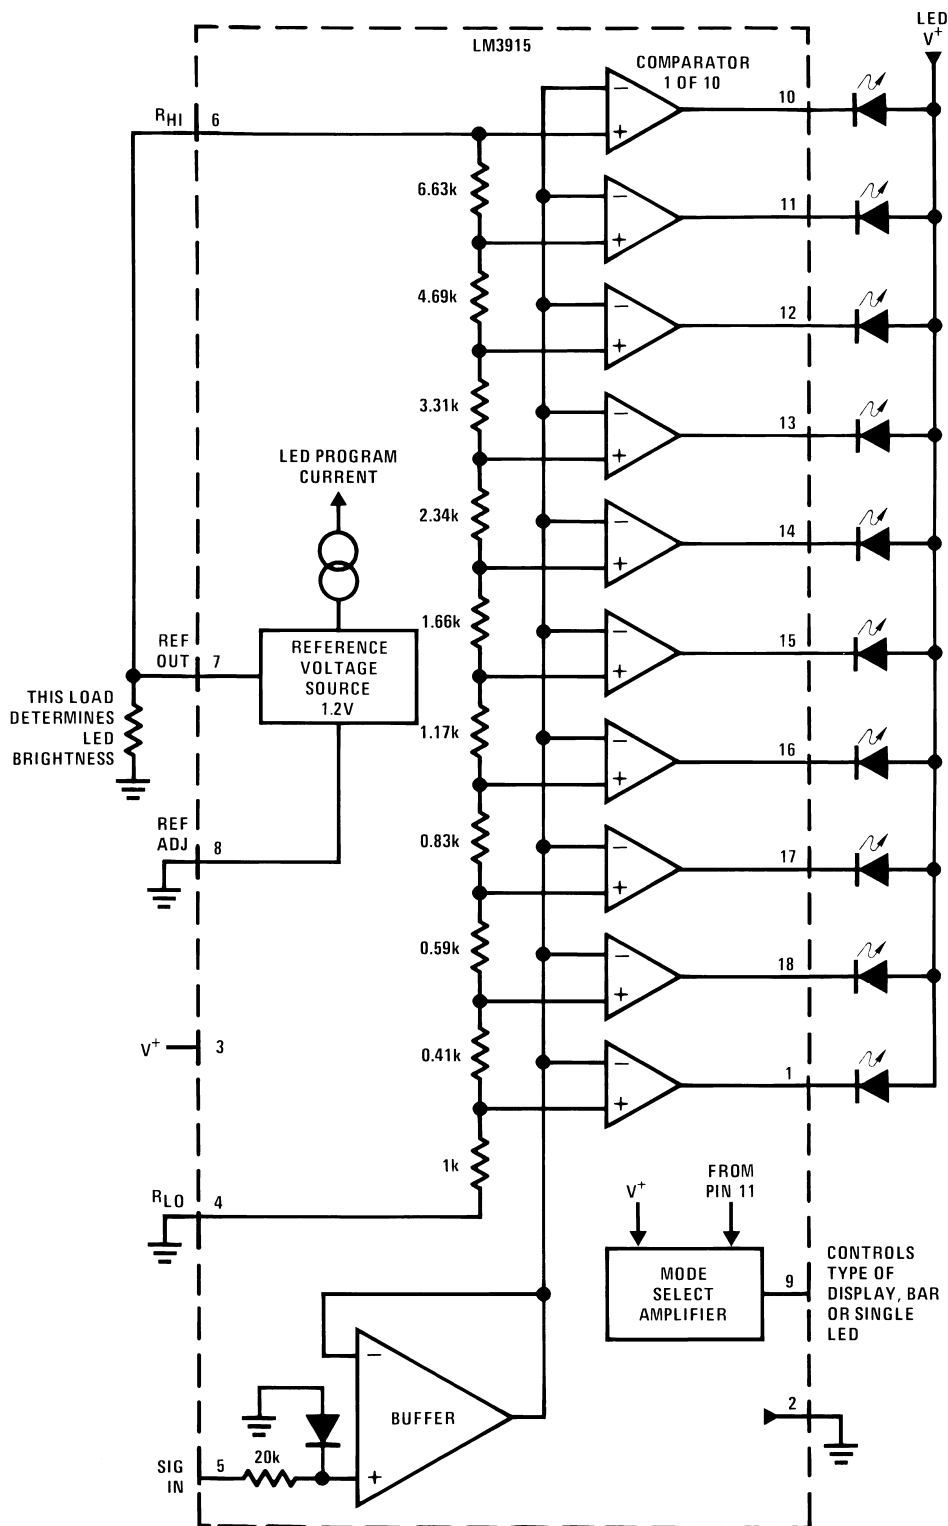 LED
V+
LM3915
COMPARATOR
1 OF 10
−
+
10
RHI
6
6.63k
−
+
11
4.69k
−
+
12
3.31k
−
+
13
LED PROGRAM
CURRENT
2.34k
−
+
14
1.66k
−
+
15
REF
OUT
7
REFERENCE
VOLTAGE
SOURCE
1.2V
THIS LOAD
DETERMINES
LED
BRIGHTNESS
1.17k
−
+
16
REF
ADJ
8
0.83k
−
+
17
0.59k
−
+
18
V+
3
0.41k
−
+
1
1k
RLO
4
V+
FROM
PIN 11
MODE
SELECT
AMPLIFIER
9
CONTROLS
TYPE OF
DISPLAY, BAR
OR SINGLE
LED
−
BUFFER
+
2
SIG
IN
5
20k